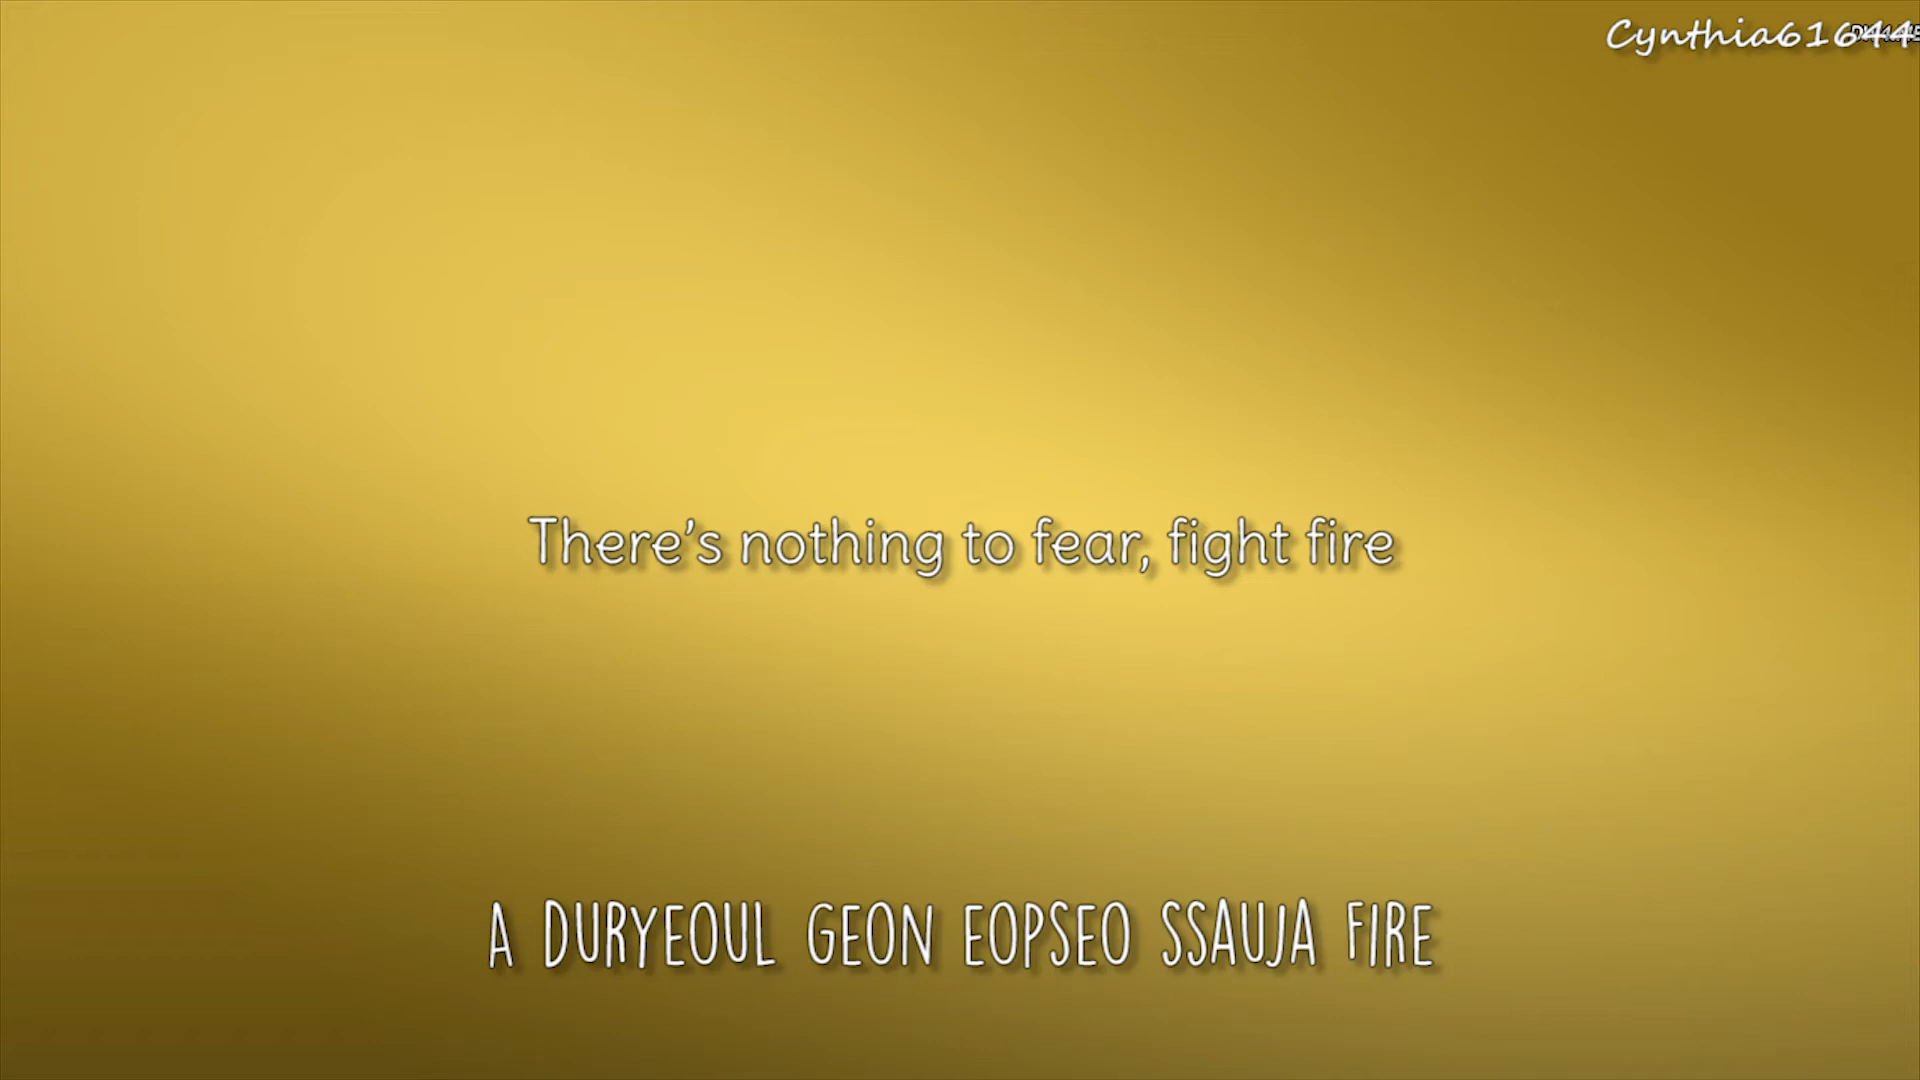 Cynthia61644
There's nothing to fear, fight fire
A DURYEOUL GEON EOPSEO SSAUJA FIRE